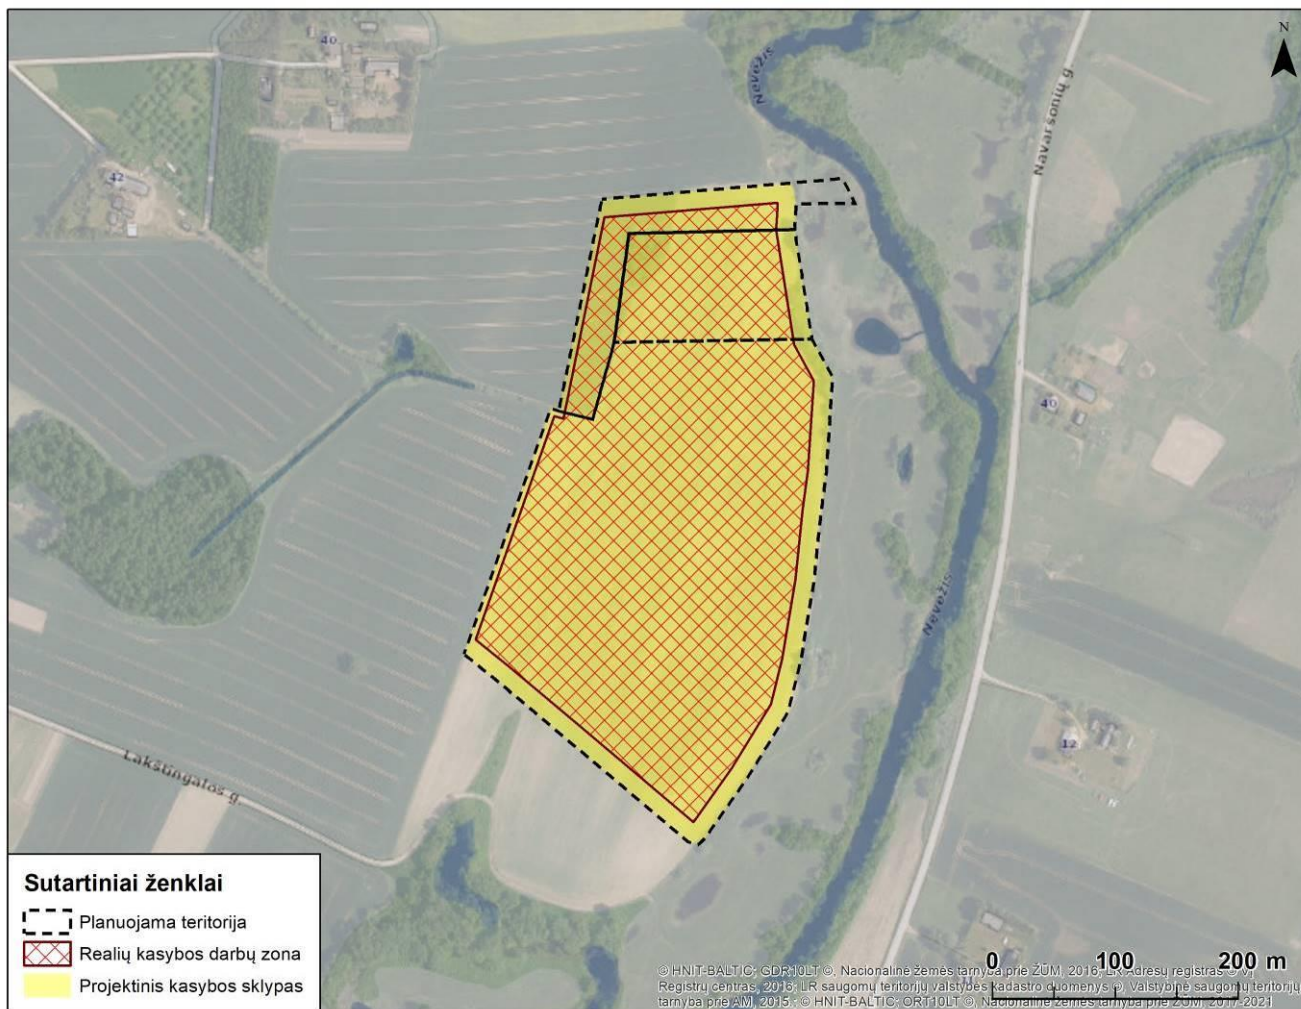 N
40
Nevėžis
Navaršonių g.
42
40
Nevėžis
12
Lakštingalos g.
Sutartiniai ženklai
Planuojama teritorija
Realių kasybos darbų zona
Projektinis kasybos sklypas
0 100 200 m
© HNIT-BALTIC; GDR10LT ©, Nacionalinė žemės tarnyba prie ŽŪM, 2016; LR Adresų registras © VĮ
Registrų centras, 2016; LR saugomų teritorijų valstybės kadastro duomenys ©, Valstybinė saugomų teritorijų
tarnyba prie AM, 2015 ; © HNIT-BALTIC; ORT10LT ©, Nacionalinė žemės tarnyba prie ŽŪM, 2017-2021